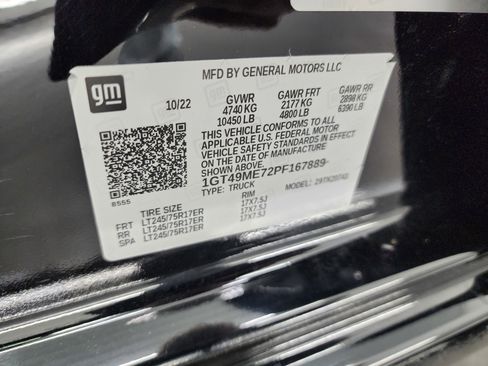 gm
MFD BY GENERAL MOTORS LLC
10/22
GVWR GAWR FRT GAWR RR
4740 KG 2177 KG 2898 KG
10450 LB 4800 LB 6390 LB
THIS VEHICLE CONFORMS TO ALL
APPLICABLE U.S. FEDERAL MOTOR
VEHICLE SAFETY STANDARDS IN EFFECT
ON THE DATE OF MANUFACTURE
SHOWN ABOVE.
1GT49ME72PF167889
TYPE: TRUCK MODEL:
8555
TIRE SIZE RIM
FRT LT245/75R17ER 17X7.5J
RR LT245/75R17ER 17X7.5J
SPA LT245/75R17ER 17X7.5J